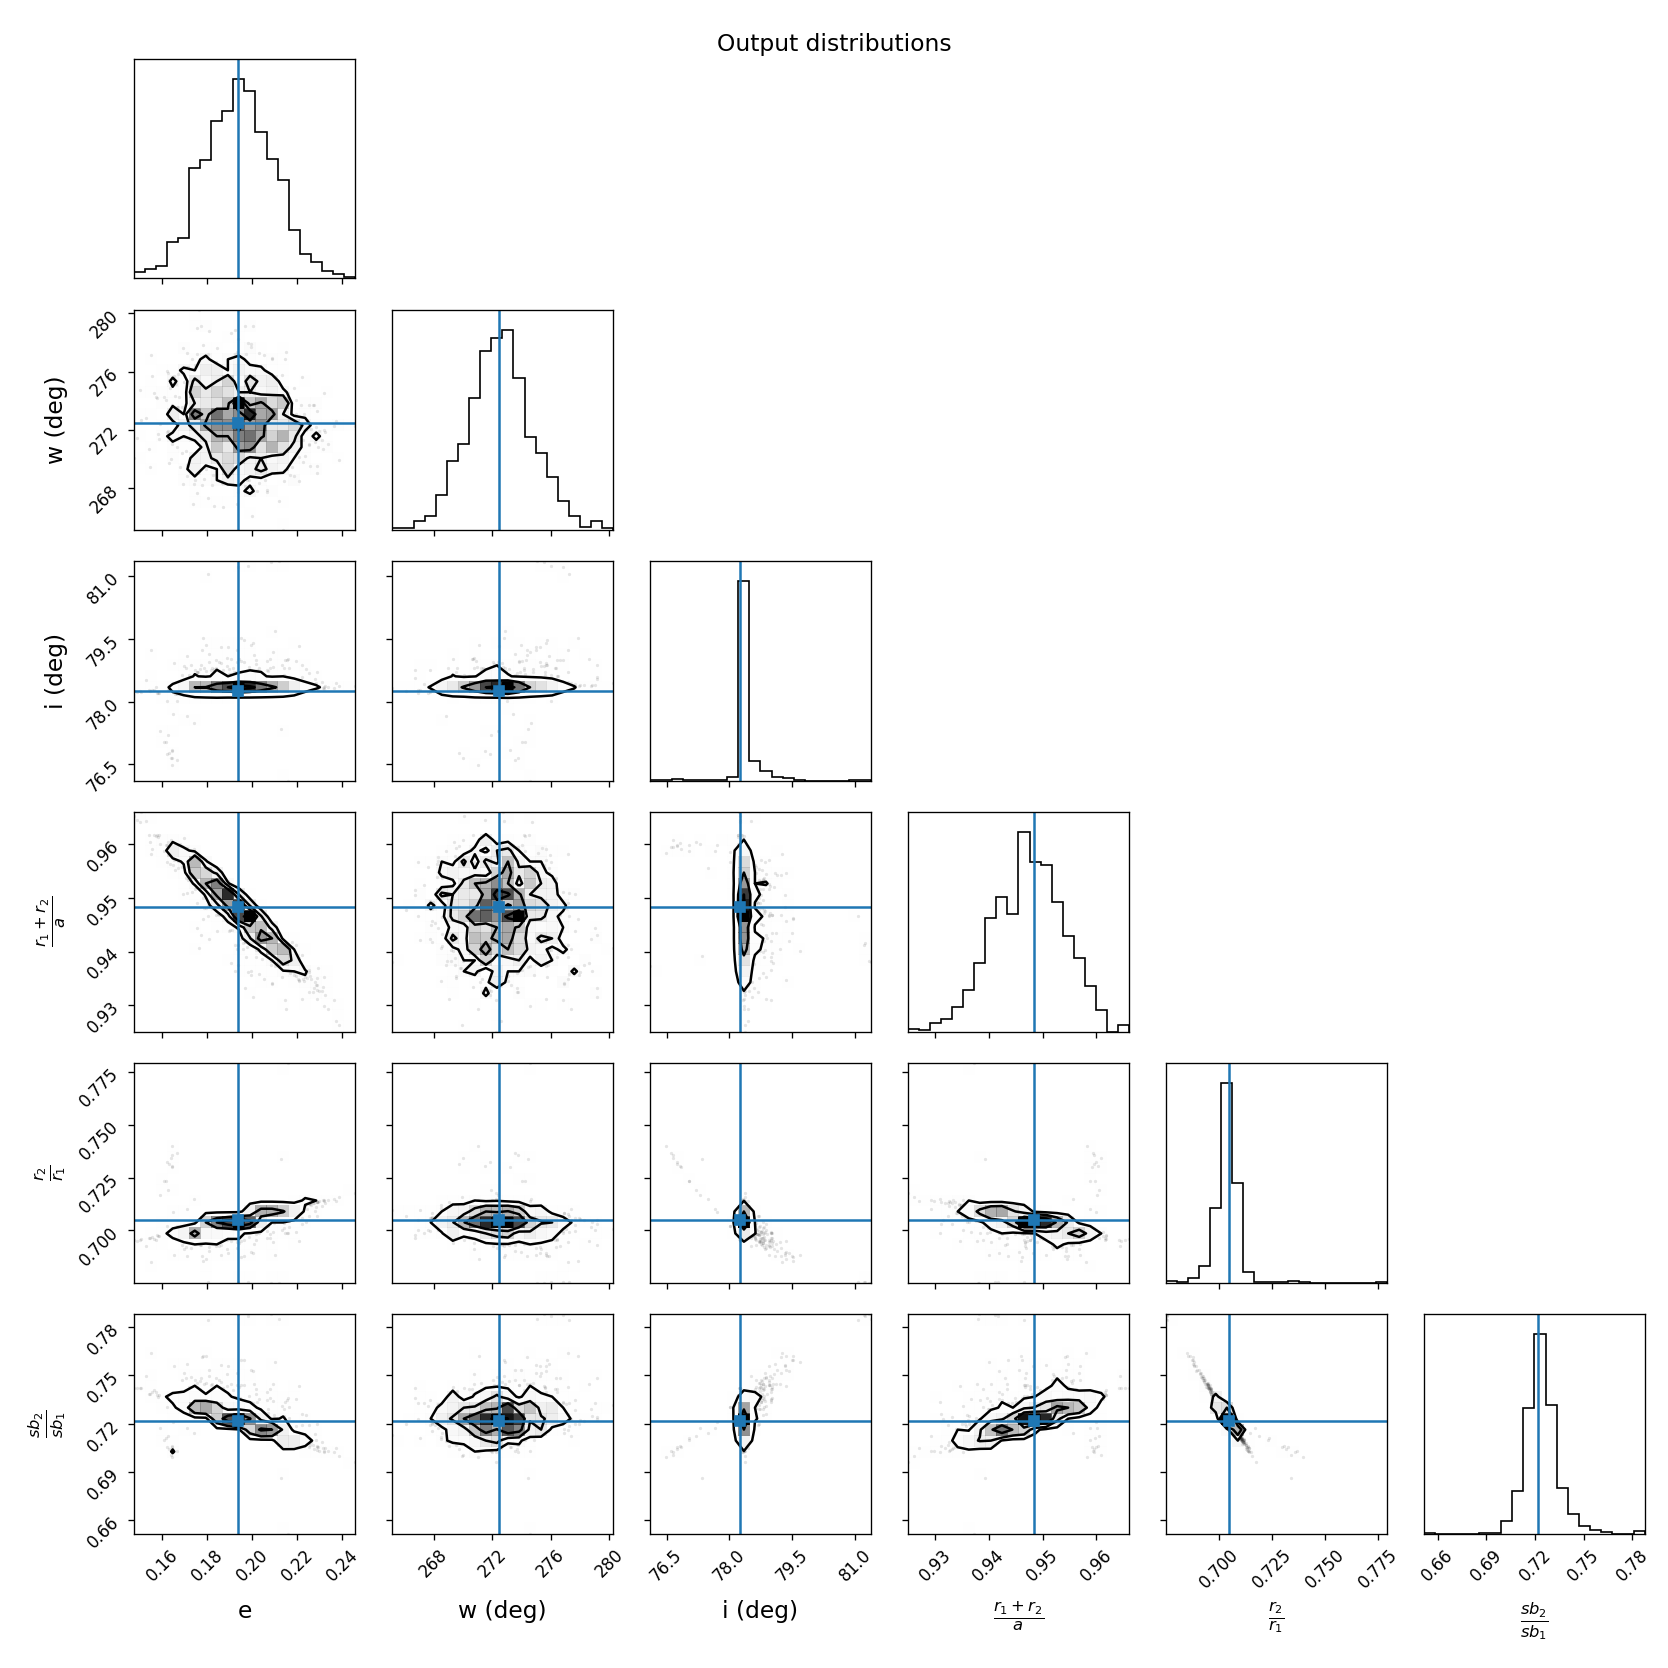 Output distributions
280
276
272
268
w (deg)
81.0
79.5
78.0
76.5
i (deg)
0.96
0.95
0.94
0.93
r₁ + r₂
a
0.775
0.750
0.725
0.700
r₂
r₁
0.78
0.75
0.72
0.69
0.66
sb₂
sb₁
0.16 0.18 0.20 0.22 0.24
268 272 276 280
76.5 78.0 79.5 81.0
0.93 0.94 0.95 0.96
0.700 0.725 0.750 0.775
0.66 0.69 0.72 0.75 0.78
e
w (deg)
i (deg)
r₁ + r₂
a
r₂
r₁
sb₂
sb₁